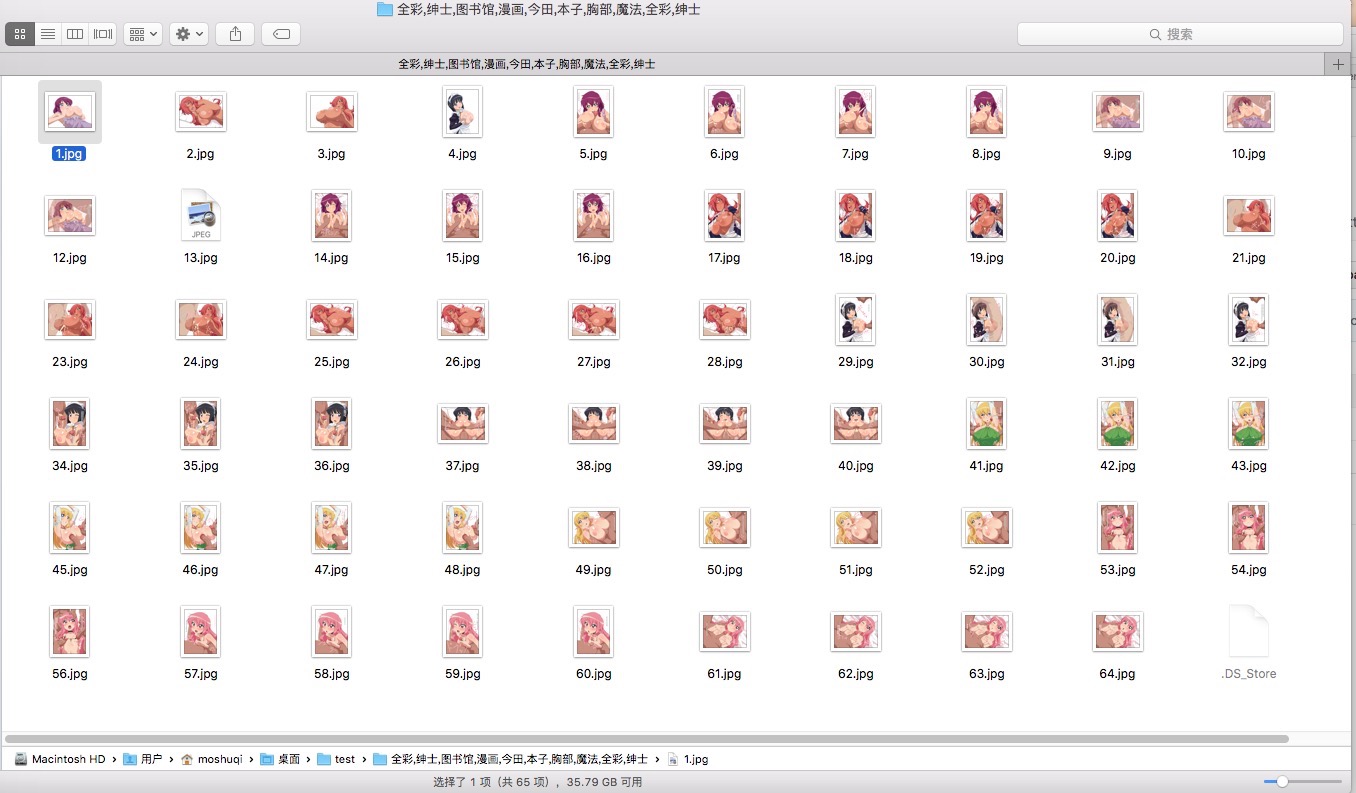 全彩,绅士,图书馆,漫画,今田,本子,胸部,魔法,全彩,绅士
搜索
全彩,绅士,图书馆,漫画,今田,本子,胸部,魔法,全彩,绅士
1.jpg 2.jpg 3.jpg 4.jpg 5.jpg 6.jpg 7.jpg 8.jpg 9.jpg 10.jpg
JPEG
12.jpg 13.jpg 14.jpg 15.jpg 16.jpg 17.jpg 18.jpg 19.jpg 20.jpg 21.jpg
23.jpg 24.jpg 25.jpg 26.jpg 27.jpg 28.jpg 29.jpg 30.jpg 31.jpg 32.jpg
34.jpg 35.jpg 36.jpg 37.jpg 38.jpg 39.jpg 40.jpg 41.jpg 42.jpg 43.jpg
45.jpg 46.jpg 47.jpg 48.jpg 49.jpg 50.jpg 51.jpg 52.jpg 53.jpg 54.jpg
56.jpg 57.jpg 58.jpg 59.jpg 60.jpg 61.jpg 62.jpg 63.jpg 64.jpg .DS_Store
Macintosh HD › 用户 › moshuqi › 桌面 › test › 全彩,绅士,图书馆,漫画,今田,本子,胸部,魔法,全彩,绅士 › 1.jpg
选择了 1 项（共 65 项）, 35.79 GB 可用